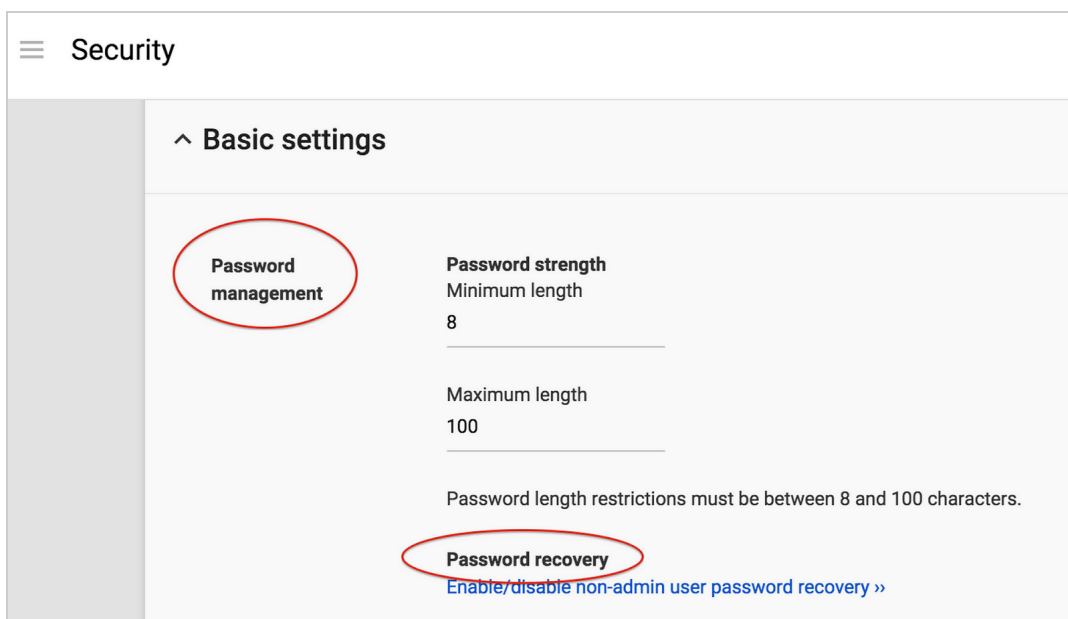 Security
Basic settings
Password
management
Password strength
Minimum length
8
Maximum length
100
Password length restrictions must be between 8 and 100 characters.
Password recovery
Enable/disable non-admin user password recovery ››